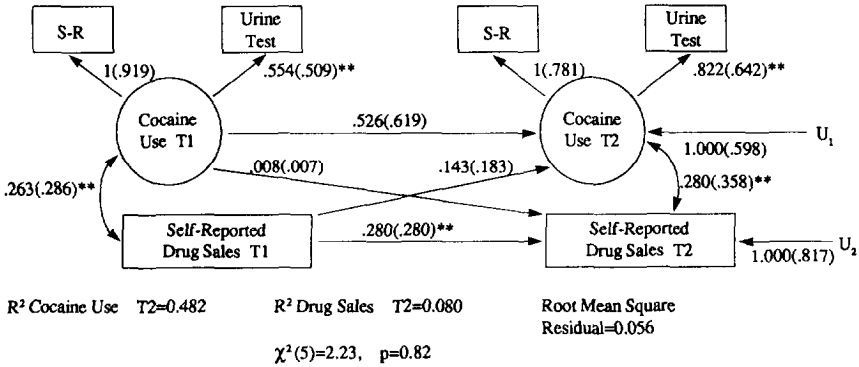 S-R
Urine
Test
S-R
Urine
Test
1(.919)
.554(.509)**
1(.781)
.822(.642)**
Cocaine
Use T1
.526(.619)
Cocaine
Use T2
U₁
1.000(.598)
.008(.007)
.143(.183)
.263(.286)**
.280(.358)**
Self-Reported
Drug Sales T1
.280(.280)**
Self-Reported
Drug Sales T2
U₂
1.000(.817)
R² Cocaine Use T2=0.482
R² Drug Sales T2=0.080
Root Mean Square
Residual=0.056
χ²(5)=2.23, p=0.82